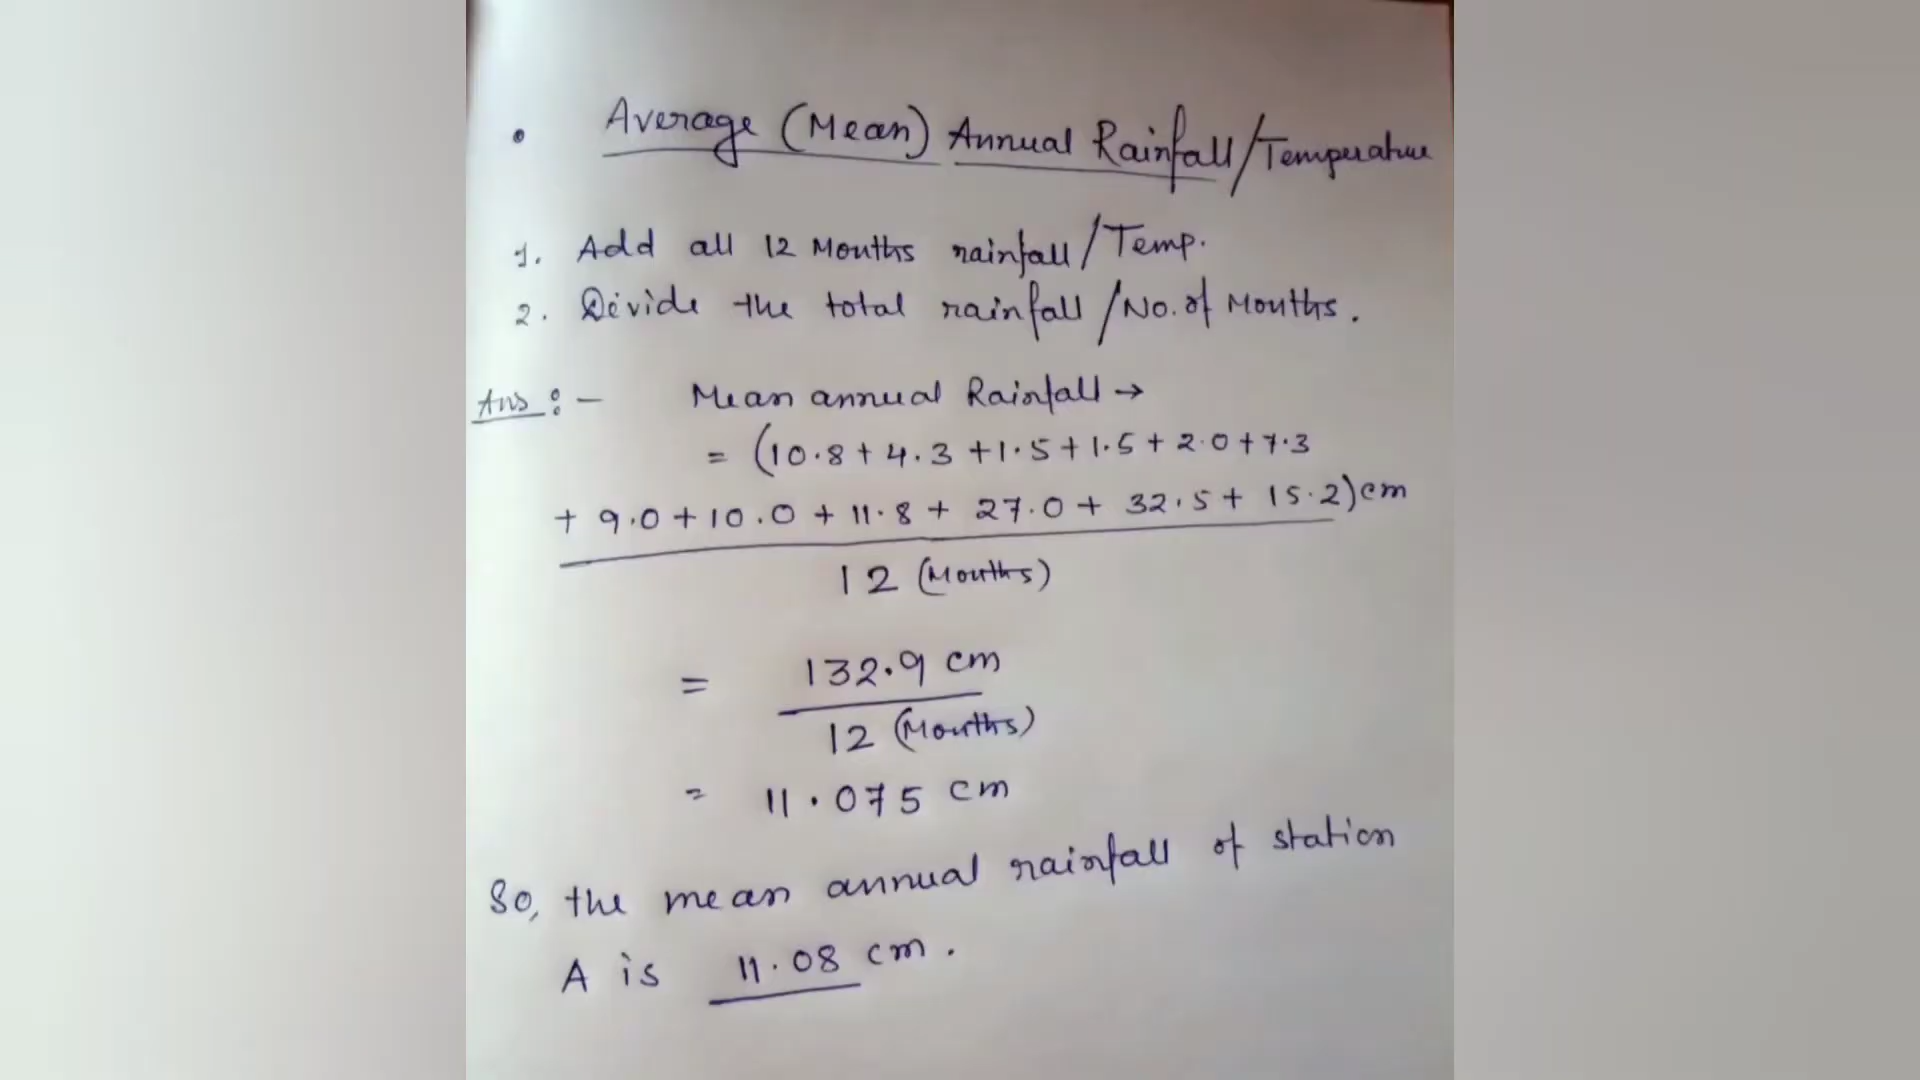 • Average (Mean) Annual Rainfall/Temperature
1. Add all 12 Months rainfall/Temp.
2. Divide the total rainfall/No. of Months.
Ans :- Mean annual Rainfall →
= (10.8 + 4.3 + 1.5 + 1.5 + 2.0 + 7.3
+ 9.0 + 10.0 + 11.8 + 27.0 + 32.5 + 15.2) cm
12 (Months)
= 132.9 cm
12 (Months)
= 11.075 cm
So, the mean annual rainfall of station
A is 11.08 cm.